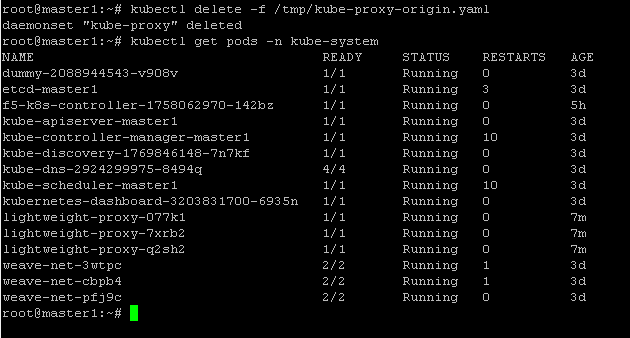 root@master1:~# kubectl delete -f /tmp/kube-proxy-origin.yaml
daemonset "kube-proxy" deleted
root@master1:~# kubectl get pods -n kube-system
NAME READY STATUS RESTARTS AGE
dummy-2088944543-v908v 1/1 Running 0 3d
etcd-master1 1/1 Running 3 3d
f5-k8s-controller-1758062970-142bz 1/1 Running 0 5h
kube-apiserver-master1 1/1 Running 0 3d
kube-controller-manager-master1 1/1 Running 10 3d
kube-discovery-1769846148-7n7kf 1/1 Running 0 3d
kube-dns-2924299975-8494q 4/4 Running 0 3d
kube-scheduler-master1 1/1 Running 10 3d
kubernetes-dashboard-3203831700-6935n 1/1 Running 0 3d
lightweight-proxy-077k1 1/1 Running 0 7m
lightweight-proxy-7xrb2 1/1 Running 0 7m
lightweight-proxy-q2sh2 1/1 Running 0 7m
weave-net-3wtpc 2/2 Running 1 3d
weave-net-cbpb4 2/2 Running 1 3d
weave-net-pfj9c 2/2 Running 0 3d
root@master1:~#